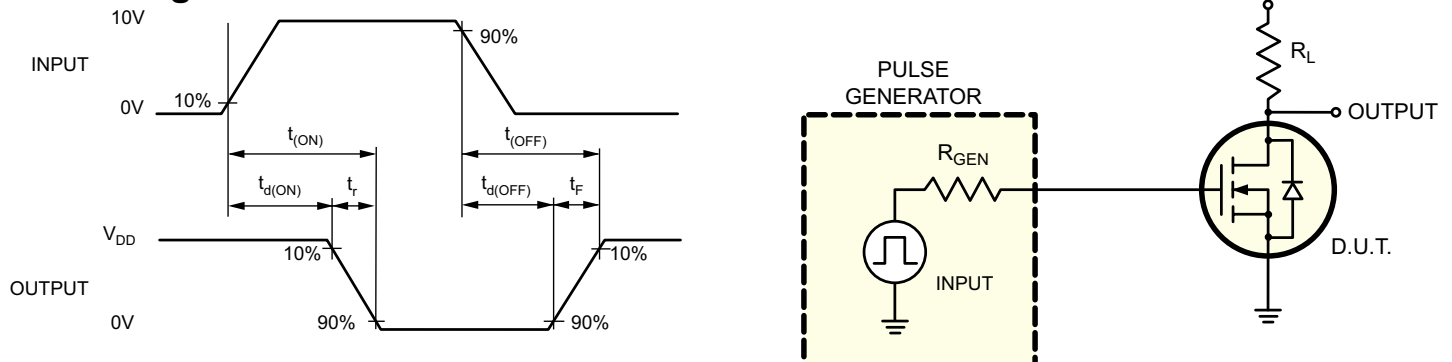 10V
INPUT
0V
10%
90%
t(ON)
t(OFF)
td(ON)
tr
td(OFF)
tF
VDD
OUTPUT
0V
10%
90%
90%
10%
PULSE
GENERATOR
RGEN
INPUT
RL
OUTPUT
D.U.T.